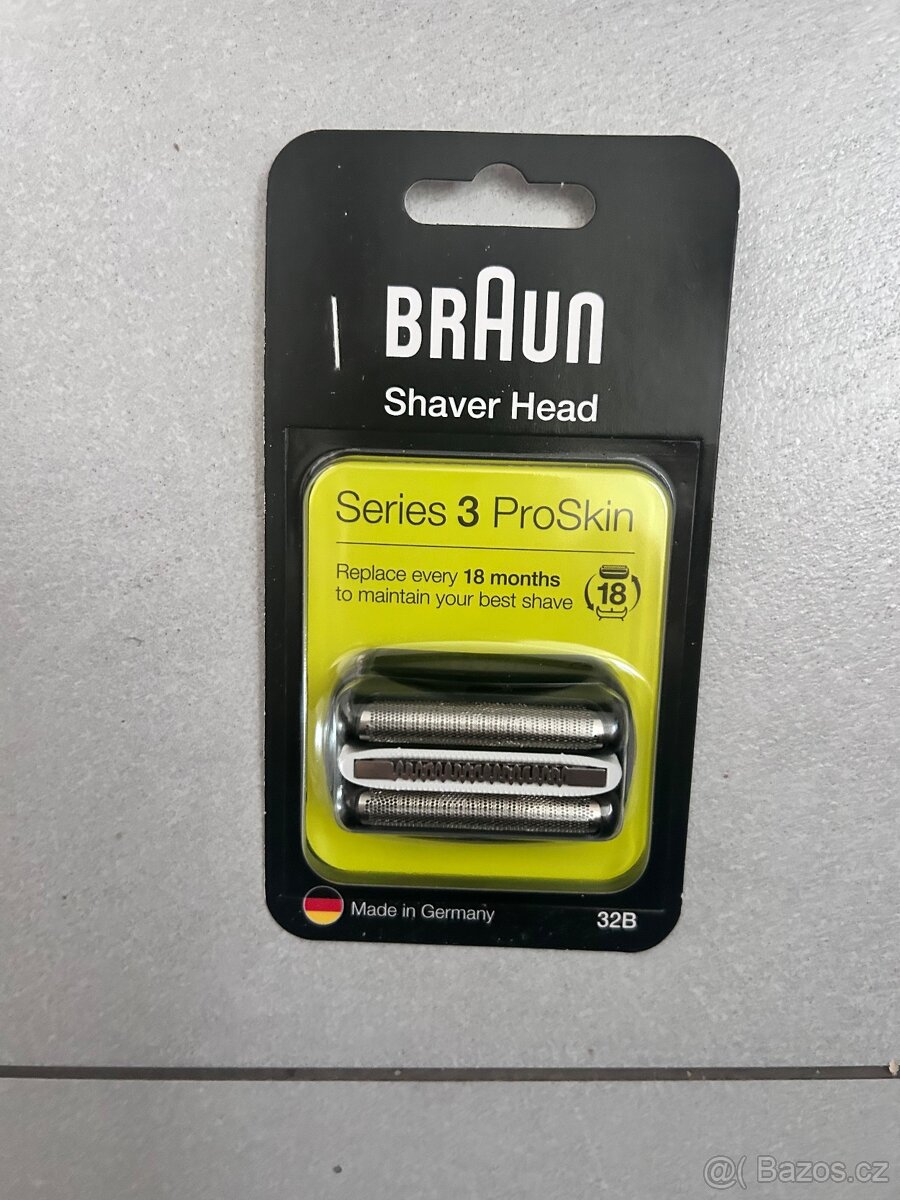 BRAUN
Shaver Head
Series 3 ProSkin
Replace every 18 months
to maintain your best shave
18
Made in Germany
32B
@( Bazos.cz